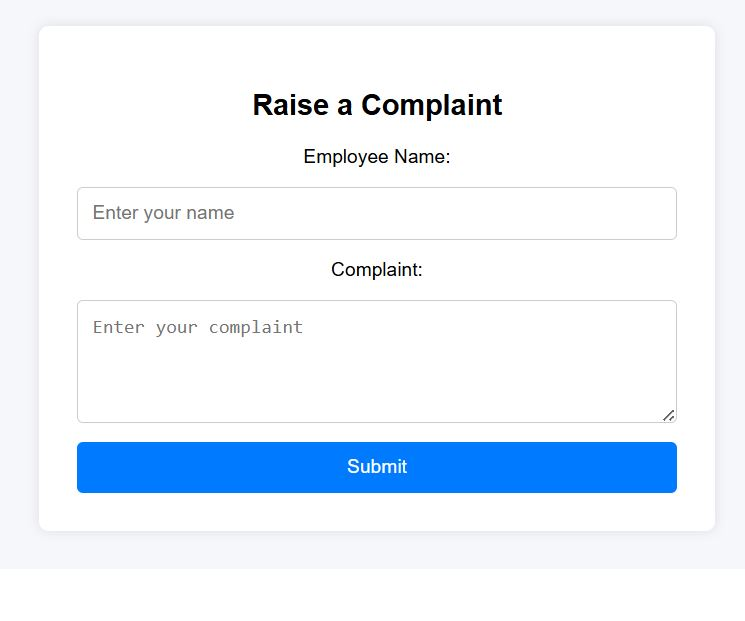 Raise a Complaint
Employee Name:
Enter your name
Complaint:
Enter your complaint
Submit